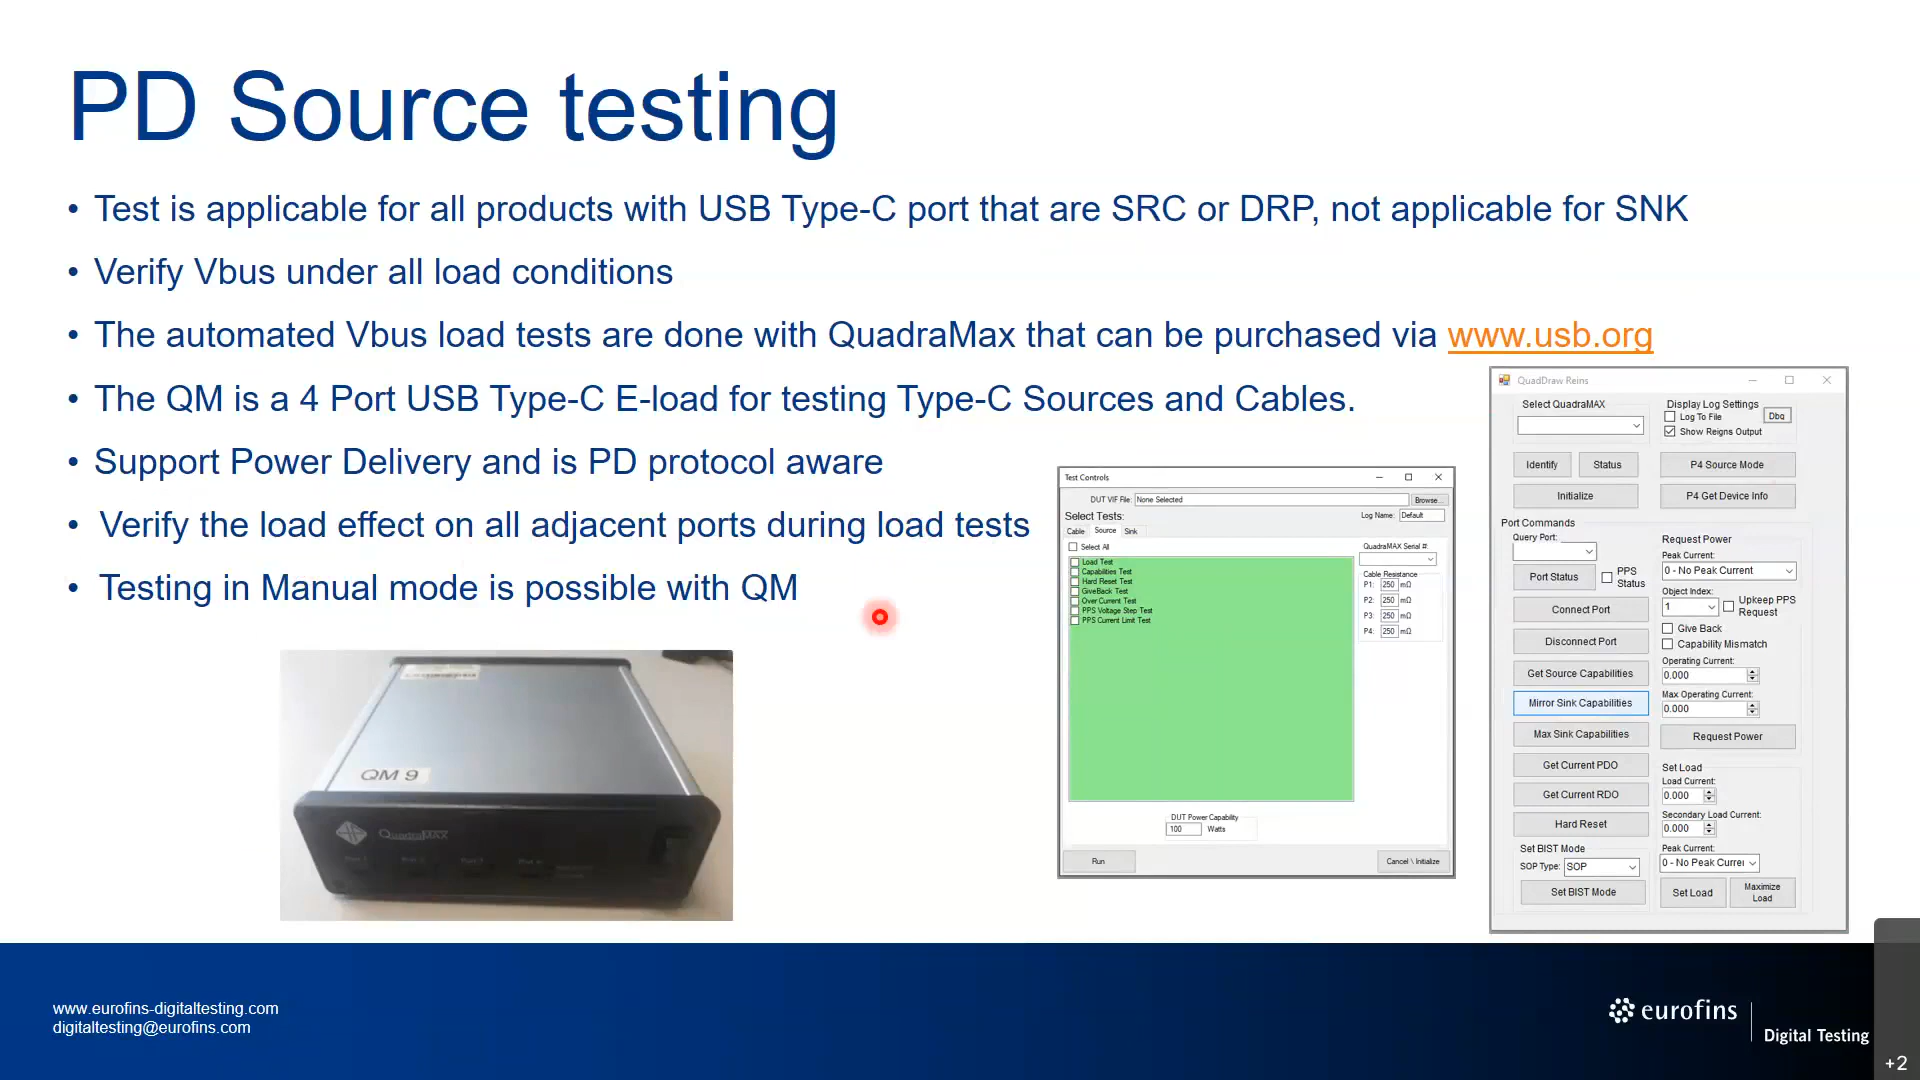 PD Source testing
• Test is applicable for all products with USB Type-C port that are SRC or DRP, not applicable for SNK
• Verify Vbus under all load conditions
• The automated Vbus load tests are done with QuadraMax that can be purchased via www.usb.org
• The QM is a 4 Port USB Type-C E-load for testing Type-C Sources and Cables.
• Support Power Delivery and is PD protocol aware
• Verify the load effect on all adjacent ports during load tests
• Testing in Manual mode is possible with QM
QM 9
QuadraMAX
Test Controls
DUT VIF File: None Selected Browse...
Select Tests: Log Name: Default
Cable Source Sink
Select All
Load Test
Capabilities Test
Hard Reset Test
GiveBack Test
Over Current Test
PPS Voltage Step Test
PPS Current Limit Test
QuadraMAX Serial #:
Cable Resistance
P1: 250 mΩ
P2: 250 mΩ
P3: 250 mΩ
P4: 250 mΩ
DUT Power Capability
100 Watts
Run
Cancel \ Initialize
QuadDraw Reins
Select QuadraMAX
Identify Status
Initialize
Display Log Settings
Log To File Dbg
Show Reigns Output
P4 Source Mode
P4 Get Device Info
Port Commands
Query Port:
Port Status PPS Status
Connect Port
Disconnect Port
Get Source Capabilities
Mirror Sink Capabilities
Max Sink Capabilities
Get Current PDO
Get Current RDO
Hard Reset
Set BIST Mode
SOP Type: SOP
Set BIST Mode
Request Power
Peak Current:
0 - No Peak Current
Object Index:
1 Upkeep PPS Request
Give Back
Capability Mismatch
Operating Current:
0.000
Max Operating Current:
0.000
Request Power
Set Load
Load Current:
0.000
Secondary Load Current:
0.000
Peak Current:
0 - No Peak Currer
Set Load Maximize Load
www.eurofins-digitaltesting.com
digitaltesting@eurofins.com
eurofins
Digital Testing
+2